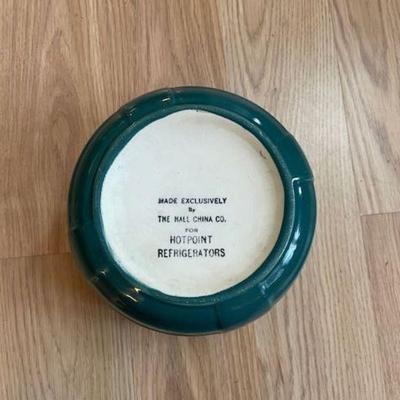 MADE EXCLUSIVELY
By
THE HALL CHINA CO.
FOR
HOTPOINT
REFRIGERATORS